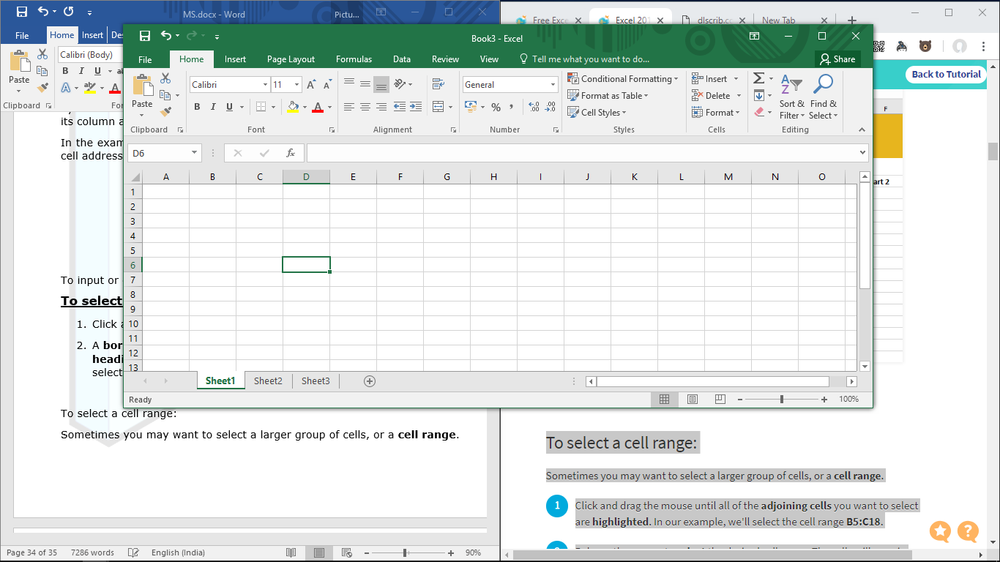 MS.docx - Word
Pictu...
File
Home
Insert
Calibri (Body)
Paste
B I U
Clipboard
its column
In the exam
cell address
To input or
To select
1. Click
2. A bor
headi
select
To select a cell range:
Sometimes you may want to select a larger group of cells, or a cell range.
Page 34 of 35
7286 words
English (India)
90%
Book3 - Excel
File
Home
Insert
Page Layout
Formulas
Data
Review
View
Tell me what you want to do...
Share
Paste
Calibri
11
B I U
General
Conditional Formatting
Format as Table
Cell Styles
Insert
Delete
Format
Sort &
Filter
Find &
Select
Clipboard
Font
Alignment
Number
Styles
Cells
Editing
D6
fx
A B C D E F G H I J K L M N O
1
2
3
4
5
6
7
8
9
10
11
12
13
Sheet1
Sheet2
Sheet3
Ready
100%
Free Exce
Excel 201
dlscrib.co
New Tab
Back to Tutorial
F
art 2
To select a cell range:
Sometimes you may want to select a larger group of cells, or a cell range.
1
Click and drag the mouse until all of the adjoining cells you want to select
are highlighted. In our example, we'll select the cell range B5:C18.